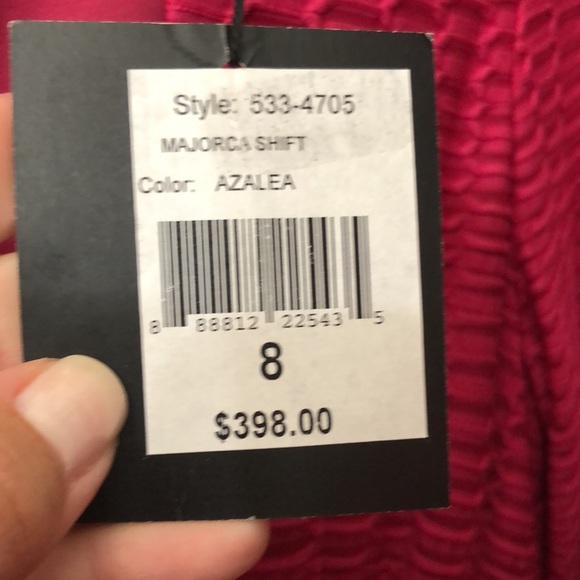 Style: 533-4705
MAJORCA SHIFT
Color: AZALEA
8 88812 22543 5
8
$398.00